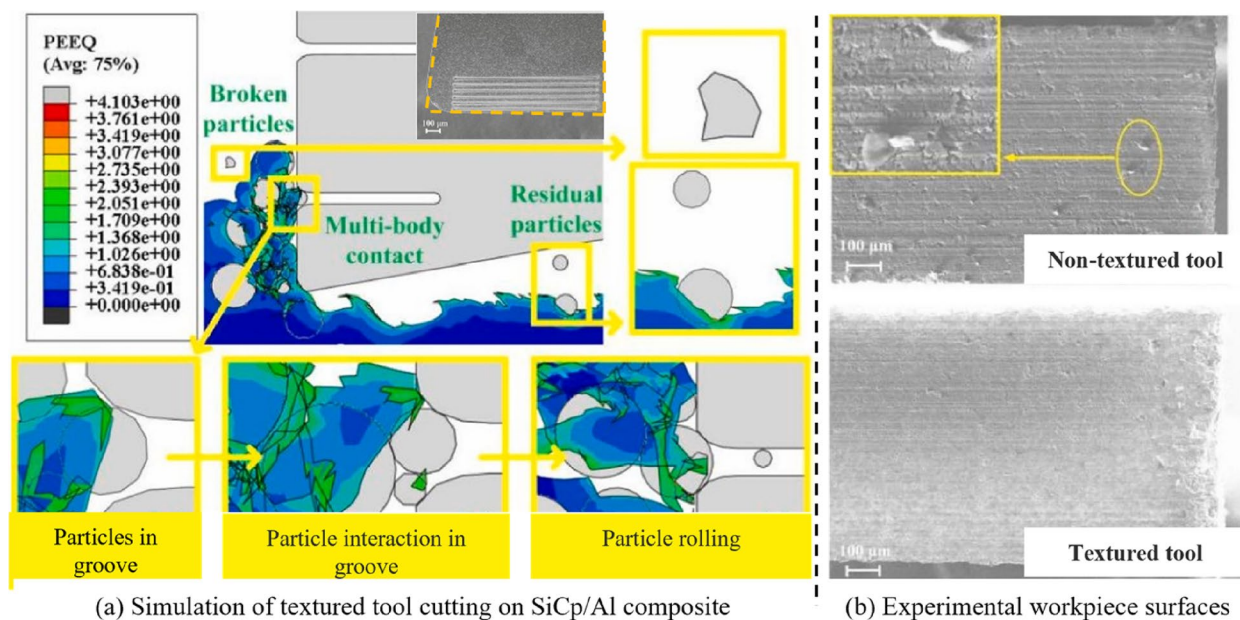 PEEQ
(Avg: 75%)
+4.103e+00
+3.761e+00
+3.419e+00
+3.077e+00
+2.735e+00
+2.393e+00
+2.051e+00
+1.709e+00
+1.368e+00
+1.026e+00
+6.838e-01
+3.419e-01
+0.000e+00
Broken
particles
100 μm
Multi-body
contact
Residual
particles
Particles in
groove
Particle interaction in
groove
Particle rolling
(a) Simulation of textured tool cutting on SiCp/Al composite
100 μm
Non-textured tool
100 μm
Textured tool
(b) Experimental workpiece surfaces